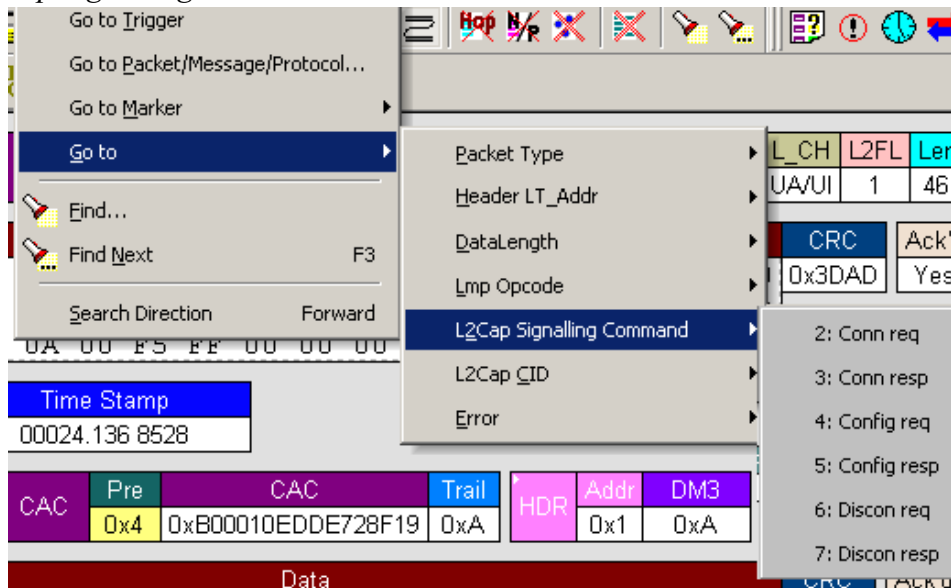 Go to Trigger
Go to Packet/Message/Protocol...
Go to Marker
Go to
Find...
Find Next F3
Search Direction Forward
Hop N/R
Packet Type
Header LT_Addr
DataLength
Lmp Opcode
L2Cap Signalling Command
L2Cap CID
Error
2: Conn req
3: Conn resp
4: Config req
5: Config resp
6: Discon req
7: Discon resp
L_CH L2FL Len
UA/UI 1 46
CRC Ack'
0x3DAD Yes
0A 00 F5 FF 00 00 00
Time Stamp
00024.136 8528
CAC Pre CAC Trail HDR Addr DM3
0x4 0xB00010EDDE728F19 0xA 0x1 0xA
Data CRC Ack'd